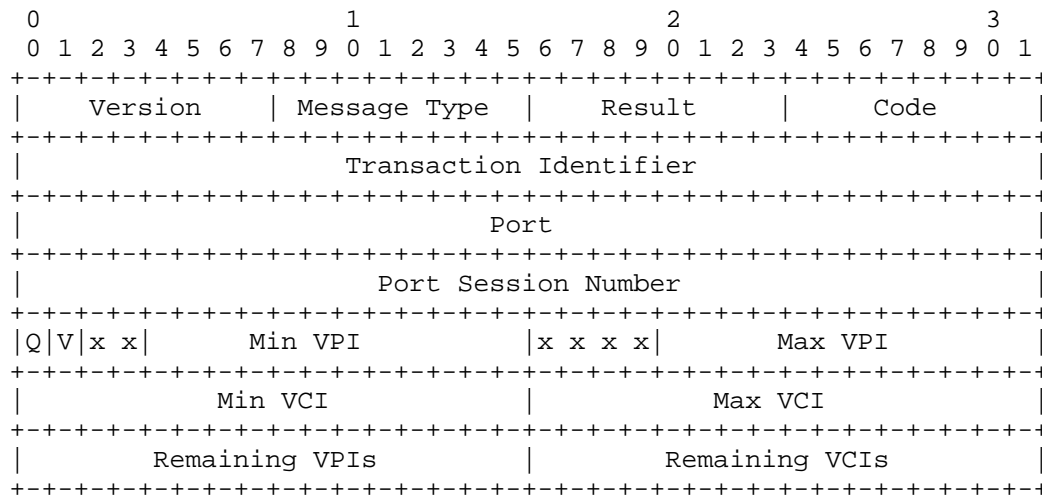 0                   1                   2                   3
 0 1 2 3 4 5 6 7 8 9 0 1 2 3 4 5 6 7 8 9 0 1 2 3 4 5 6 7 8 9 0 1
+-+-+-+-+-+-+-+-+-+-+-+-+-+-+-+-+-+-+-+-+-+-+-+-+-+-+-+-+-+-+-+-+
|    Version    | Message Type  |    Result     |     Code      |
+-+-+-+-+-+-+-+-+-+-+-+-+-+-+-+-+-+-+-+-+-+-+-+-+-+-+-+-+-+-+-+-+
|                    Transaction Identifier                     |
+-+-+-+-+-+-+-+-+-+-+-+-+-+-+-+-+-+-+-+-+-+-+-+-+-+-+-+-+-+-+-+-+
|                             Port                              |
+-+-+-+-+-+-+-+-+-+-+-+-+-+-+-+-+-+-+-+-+-+-+-+-+-+-+-+-+-+-+-+-+
|                      Port Session Number                      |
+-+-+-+-+-+-+-+-+-+-+-+-+-+-+-+-+-+-+-+-+-+-+-+-+-+-+-+-+-+-+-+-+
|Q|V|x x|      Min VPI          |x x x x|       Max VPI         |
+-+-+-+-+-+-+-+-+-+-+-+-+-+-+-+-+-+-+-+-+-+-+-+-+-+-+-+-+-+-+-+-+
|            Min VCI            |           Max VCI             |
+-+-+-+-+-+-+-+-+-+-+-+-+-+-+-+-+-+-+-+-+-+-+-+-+-+-+-+-+-+-+-+-+
|        Remaining VPIs         |        Remaining VCIs         |
+-+-+-+-+-+-+-+-+-+-+-+-+-+-+-+-+-+-+-+-+-+-+-+-+-+-+-+-+-+-+-+-+